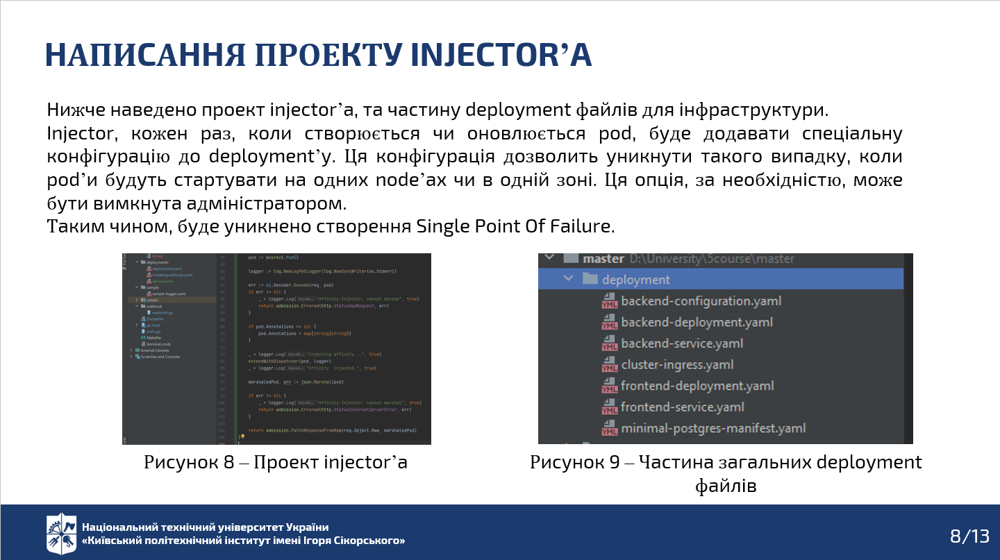 НАПИСАННЯ ПРОЕКТУ INJECTOR’А
Нижче наведено проект injector’а, та частину deployment файлів для інфраструктури.
Injector, кожен раз, коли створюється чи оновлюється pod, буде додавати спеціальну
конфігурацію до deployment’у. Ця конфігурація дозволить уникнути такого випадку, коли
pod’и будуть стартувати на одних node’ах чи в одній зоні. Ця опція, за необхідністю, може
бути вимкнута адміністратором.
Таким чином, буде уникнено створення Single Point Of Failure.
tls.key
deployments
deployment.yaml
mutatingwebhook.yaml
service.yaml
sample
sample-logger.yaml
vendor
webhook
webhook.go
Dockerfile
go.mod
main.go
Makefile
terminal.cmds
External Libraries
Scratches and Consoles
pod := &corev1.Pod{}
logger := log.NewLogfmtLogger(log.NewSyncWriter(os.Stderr))
err := si.Decoder.Decode(req, pod)
if err != nil {
_ = logger.Log( "Affinity-Injector: cannot decode", true)
return admission.Errored(http.StatusBadRequest, err)
}
if pod.Annotations == nil {
pod.Annotations = map[string]string{}
}
_ = logger.Log( "Injecting affinity...", true)
extendWithDispatcher(pod, logger)
_ = logger.Log( "Affinity injected.", true)
marshaledPod, err := json.Marshal(pod)
if err != nil {
_ = logger.Log( "Affinity-Injector: cannot marshal", true)
return admission.Errored(http.StatusInternalServerError, err)
}
return admission.PatchResponseFromRaw(req.Object.Raw, marshaledPod)
}
master D:\University\5course\master
deployment
backend-configuration.yaml
backend-deployment.yaml
backend-service.yaml
cluster-ingress.yaml
frontend-deployment.yaml
frontend-service.yaml
minimal-postgres-manifest.yaml
Рисунок 8 – Проект injector’а
Рисунок 9 – Частина загальних deployment
файлів
Національний технічний університет України
«Київський політехнічний інститут імені Ігоря Сікорського»
8/13